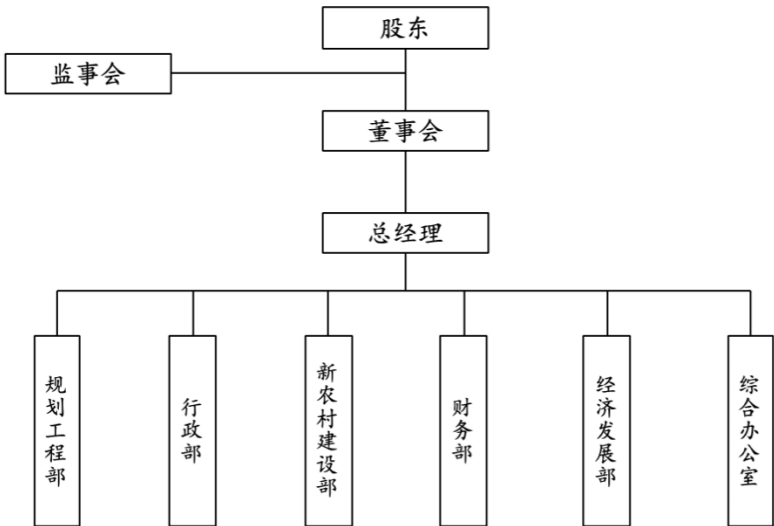 股东
监事会
董事会
总经理
规划工程部
行政部
新农村建设部
财务部
经济发展部
综合办公室